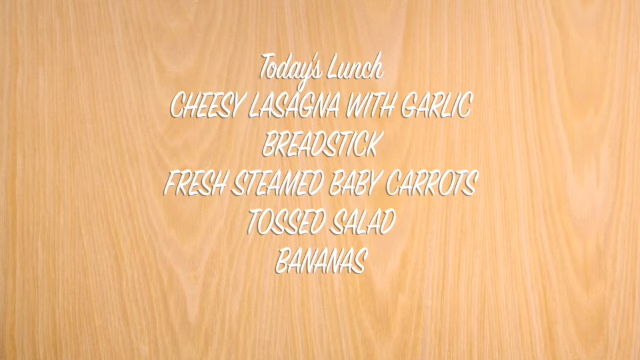 Today's Lunch
CHEESY LASAGNA WITH GARLIC
BREADSTICK
FRESH STEAMED BABY CARROTS
TOSSED SALAD
BANANAS